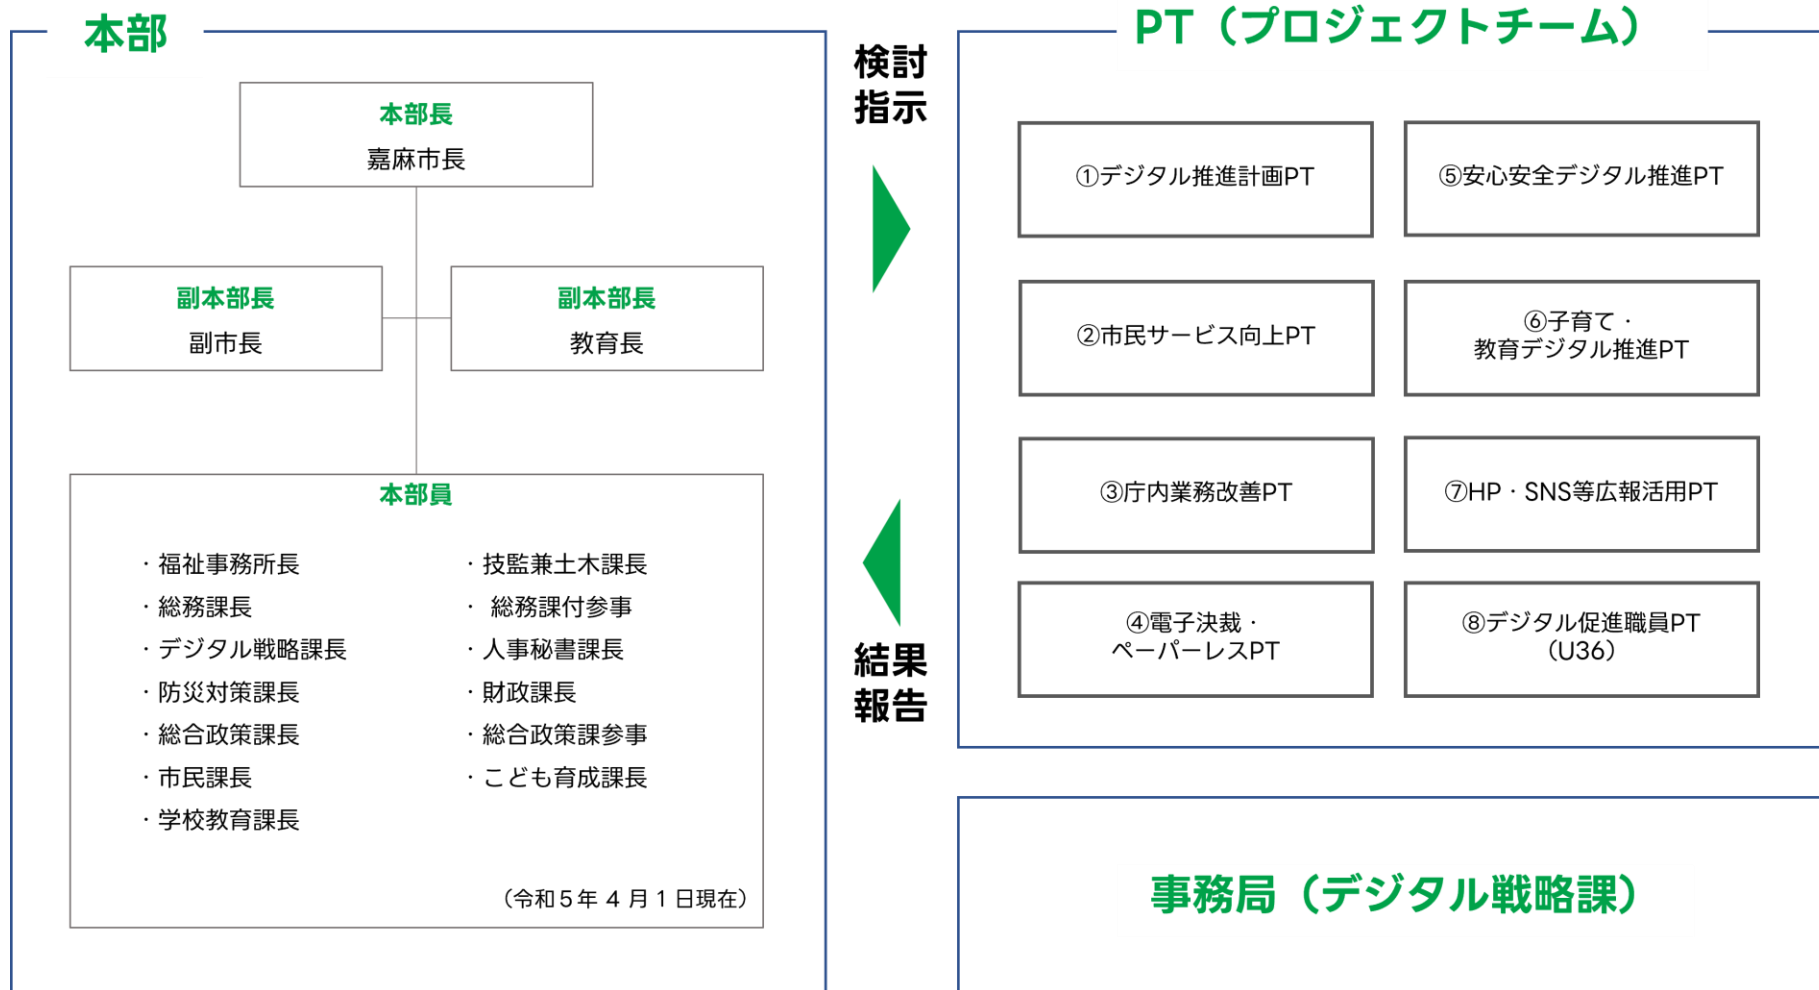 本部
本部長
嘉麻市長
副本部長
副市長
副本部長
教育長
本部員
・福祉事務所長
・総務課長
・デジタル戦略課長
・防災対策課長
・総合政策課長
・市民課長
・学校教育課長
・技監兼土木課長
・ 総務課付参事
・人事秘書課長
・財政課長
・総合政策課参事
・こども育成課長
（令和5年 4 月 1 日現在）
検討
指示
結果
報告
PT（プロジェクトチーム）
①デジタル推進計画PT
②市民サービス向上PT
③庁内業務改善PT
④電子決裁・
ペーパーレスPT
⑤安心安全デジタル推進PT
⑥子育て・
教育デジタル推進PT
⑦HP・SNS等広報活用PT
⑧デジタル促進職員PT
（U36）
事務局（デジタル戦略課）